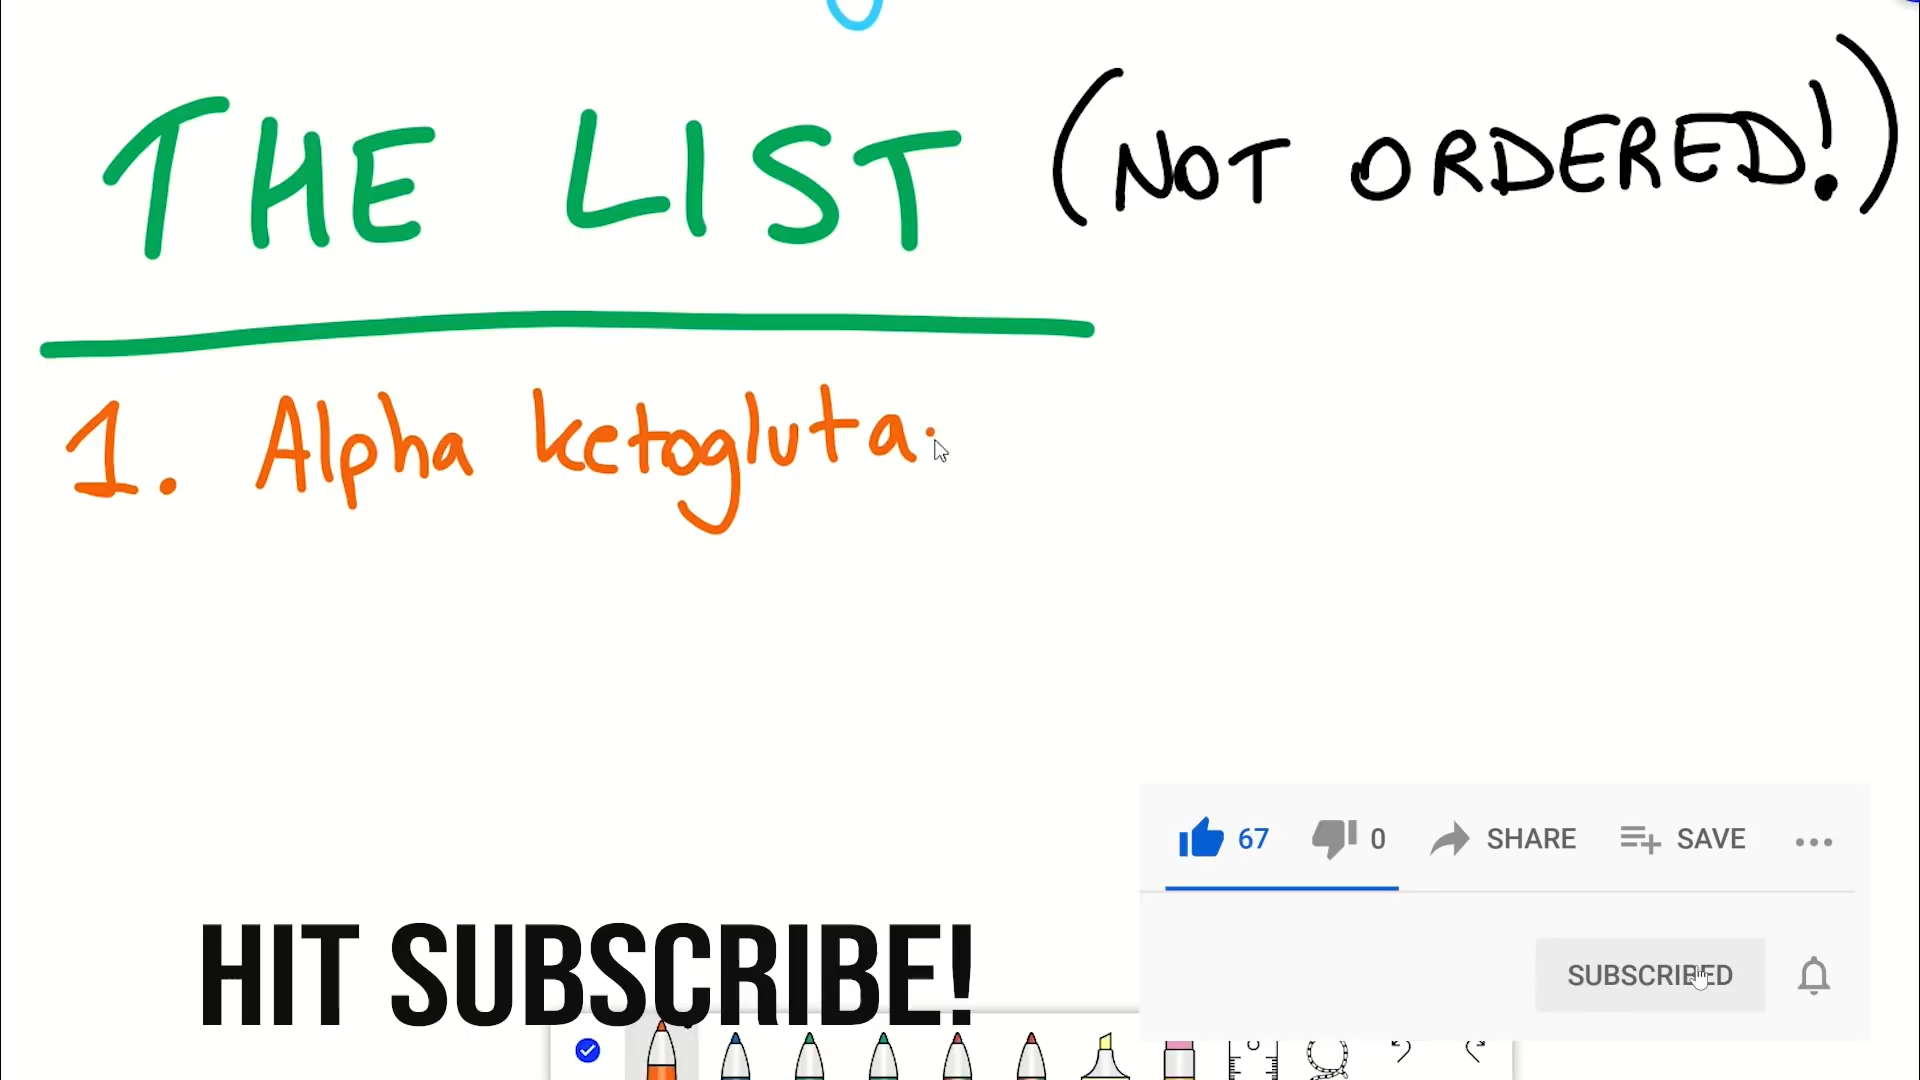 THE LIST (NOT ORDERED!)
1. Alpha ketogluta
67 0 SHARE SAVE
HIT SUBSCRIBE!
SUBSCRIBED